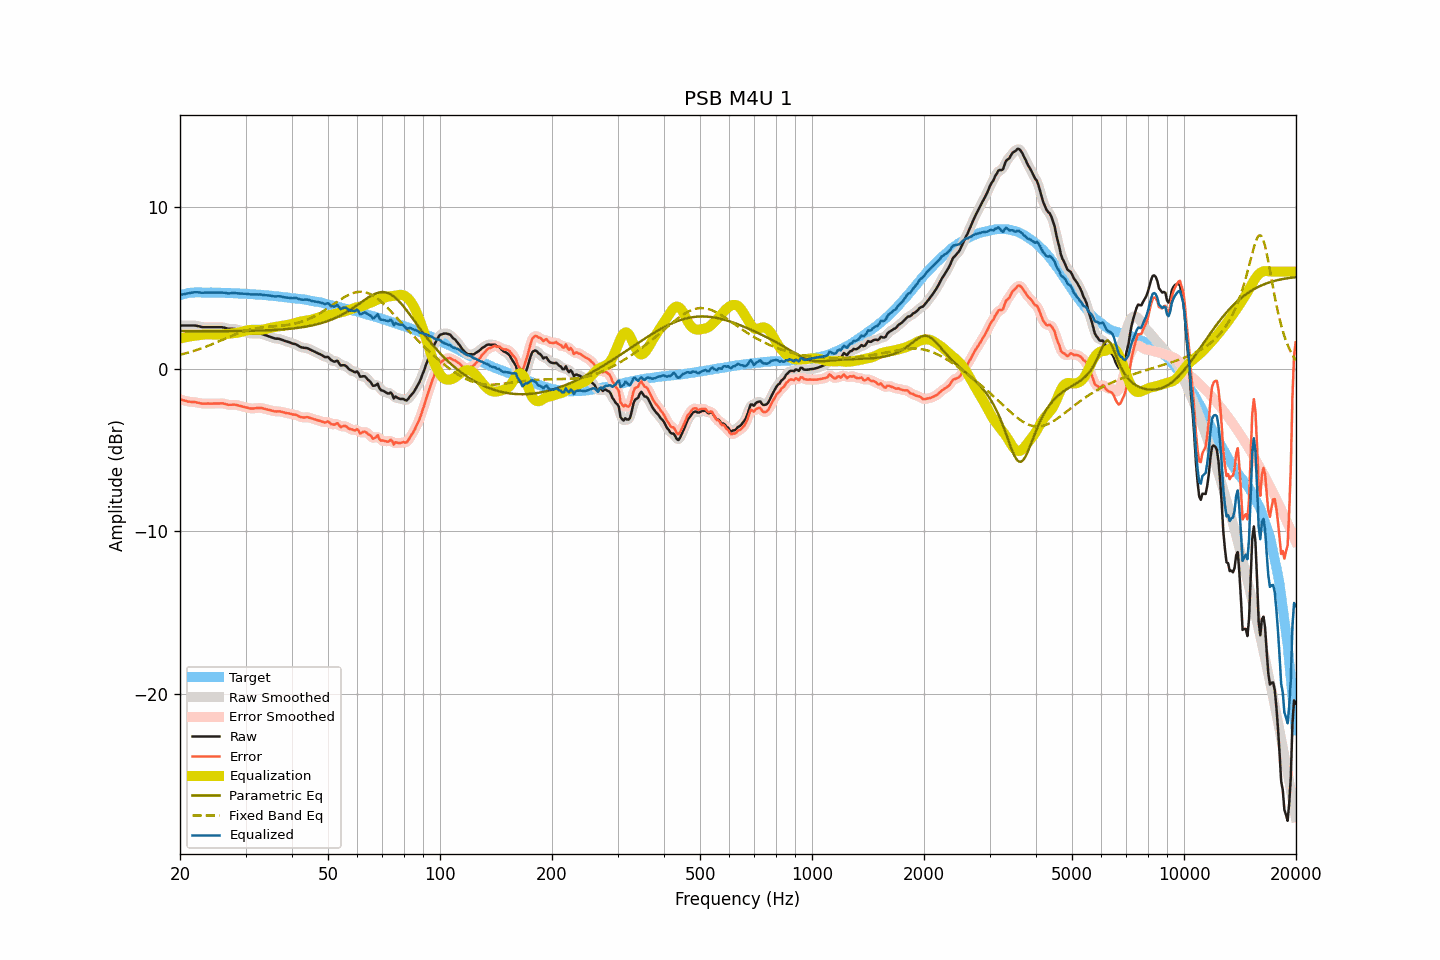 PSB M4U 1
Amplitude (dBr)
10
0
−10
−20
Target
Raw Smoothed
Error Smoothed
Raw
Error
Equalization
Parametric Eq
Fixed Band Eq
Equalized
20 50 100 200 500 1000 2000 5000 10000 20000
Frequency (Hz)